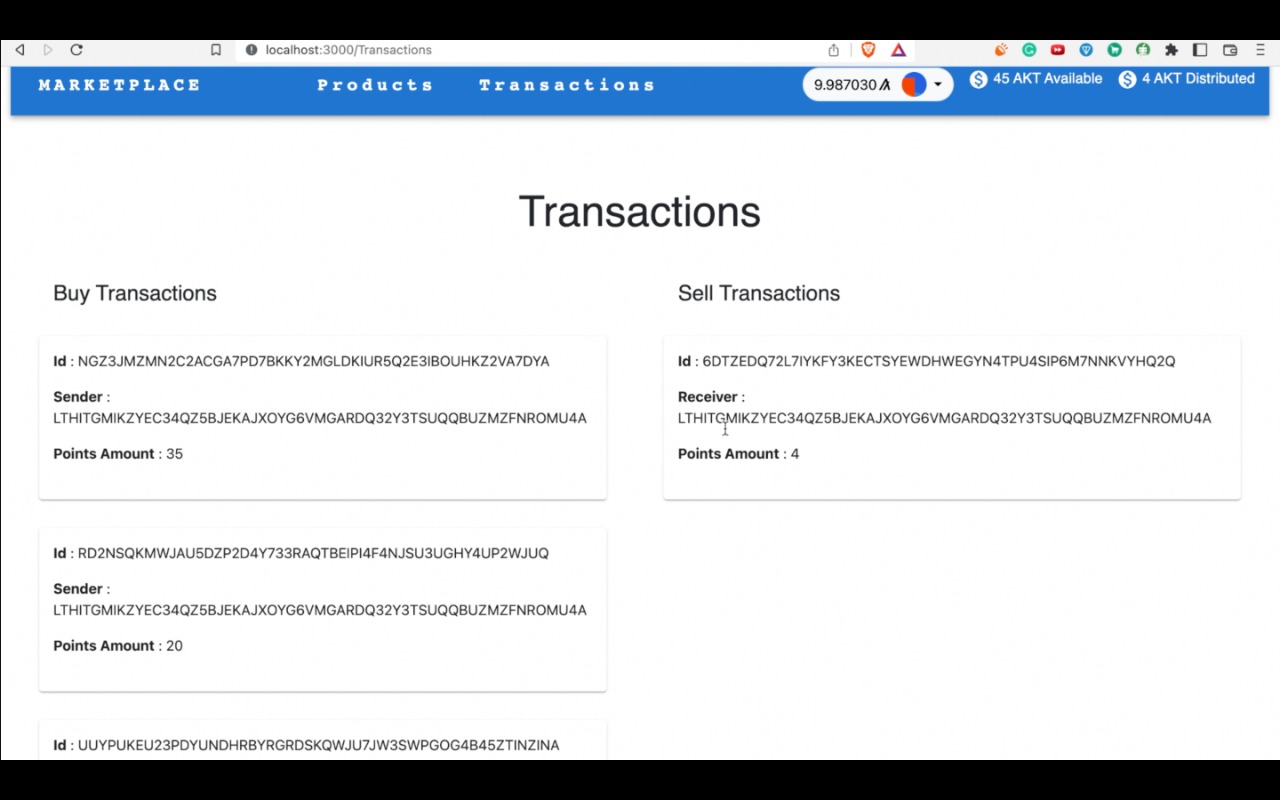 localhost:3000/Transactions
MARKETPLACE
Products
Transactions
9.987030
45 AKT Available
4 AKT Distributed
Transactions
Buy Transactions
Id : NGZ3JMZMN2C2ACGA7PD7BKKY2MGLDKIUR5Q2E3IBOUHKZ2VA7DYA
Sender :
LTHITGMIKZYEC34QZ5BJEKAJXOYG6VMGARDQ32Y3TSUQQBUZMZFNROMU4A
Points Amount : 35
Id : RD2NSQKMWJAU5DZP2D4Y733RAQTBEIPI4F4NJSU3UGHY4UP2WJUQ
Sender :
LTHITGMIKZYEC34QZ5BJEKAJXOYG6VMGARDQ32Y3TSUQQBUZMZFNROMU4A
Points Amount : 20
Id : UUYPUKEU23PDYUNDHRBYRGRDSKQWJU7JW3SWPGOG4B45ZTINZINA
Sell Transactions
Id : 6DTZEDQ72L7IYKFY3KECTSYEWDHWEGYN4TPU4SIP6M7NNKVYHQ2Q
Receiver :
LTHITGMIKZYEC34QZ5BJEKAJXOYG6VMGARDQ32Y3TSUQQBUZMZFNROMU4A
Points Amount : 4